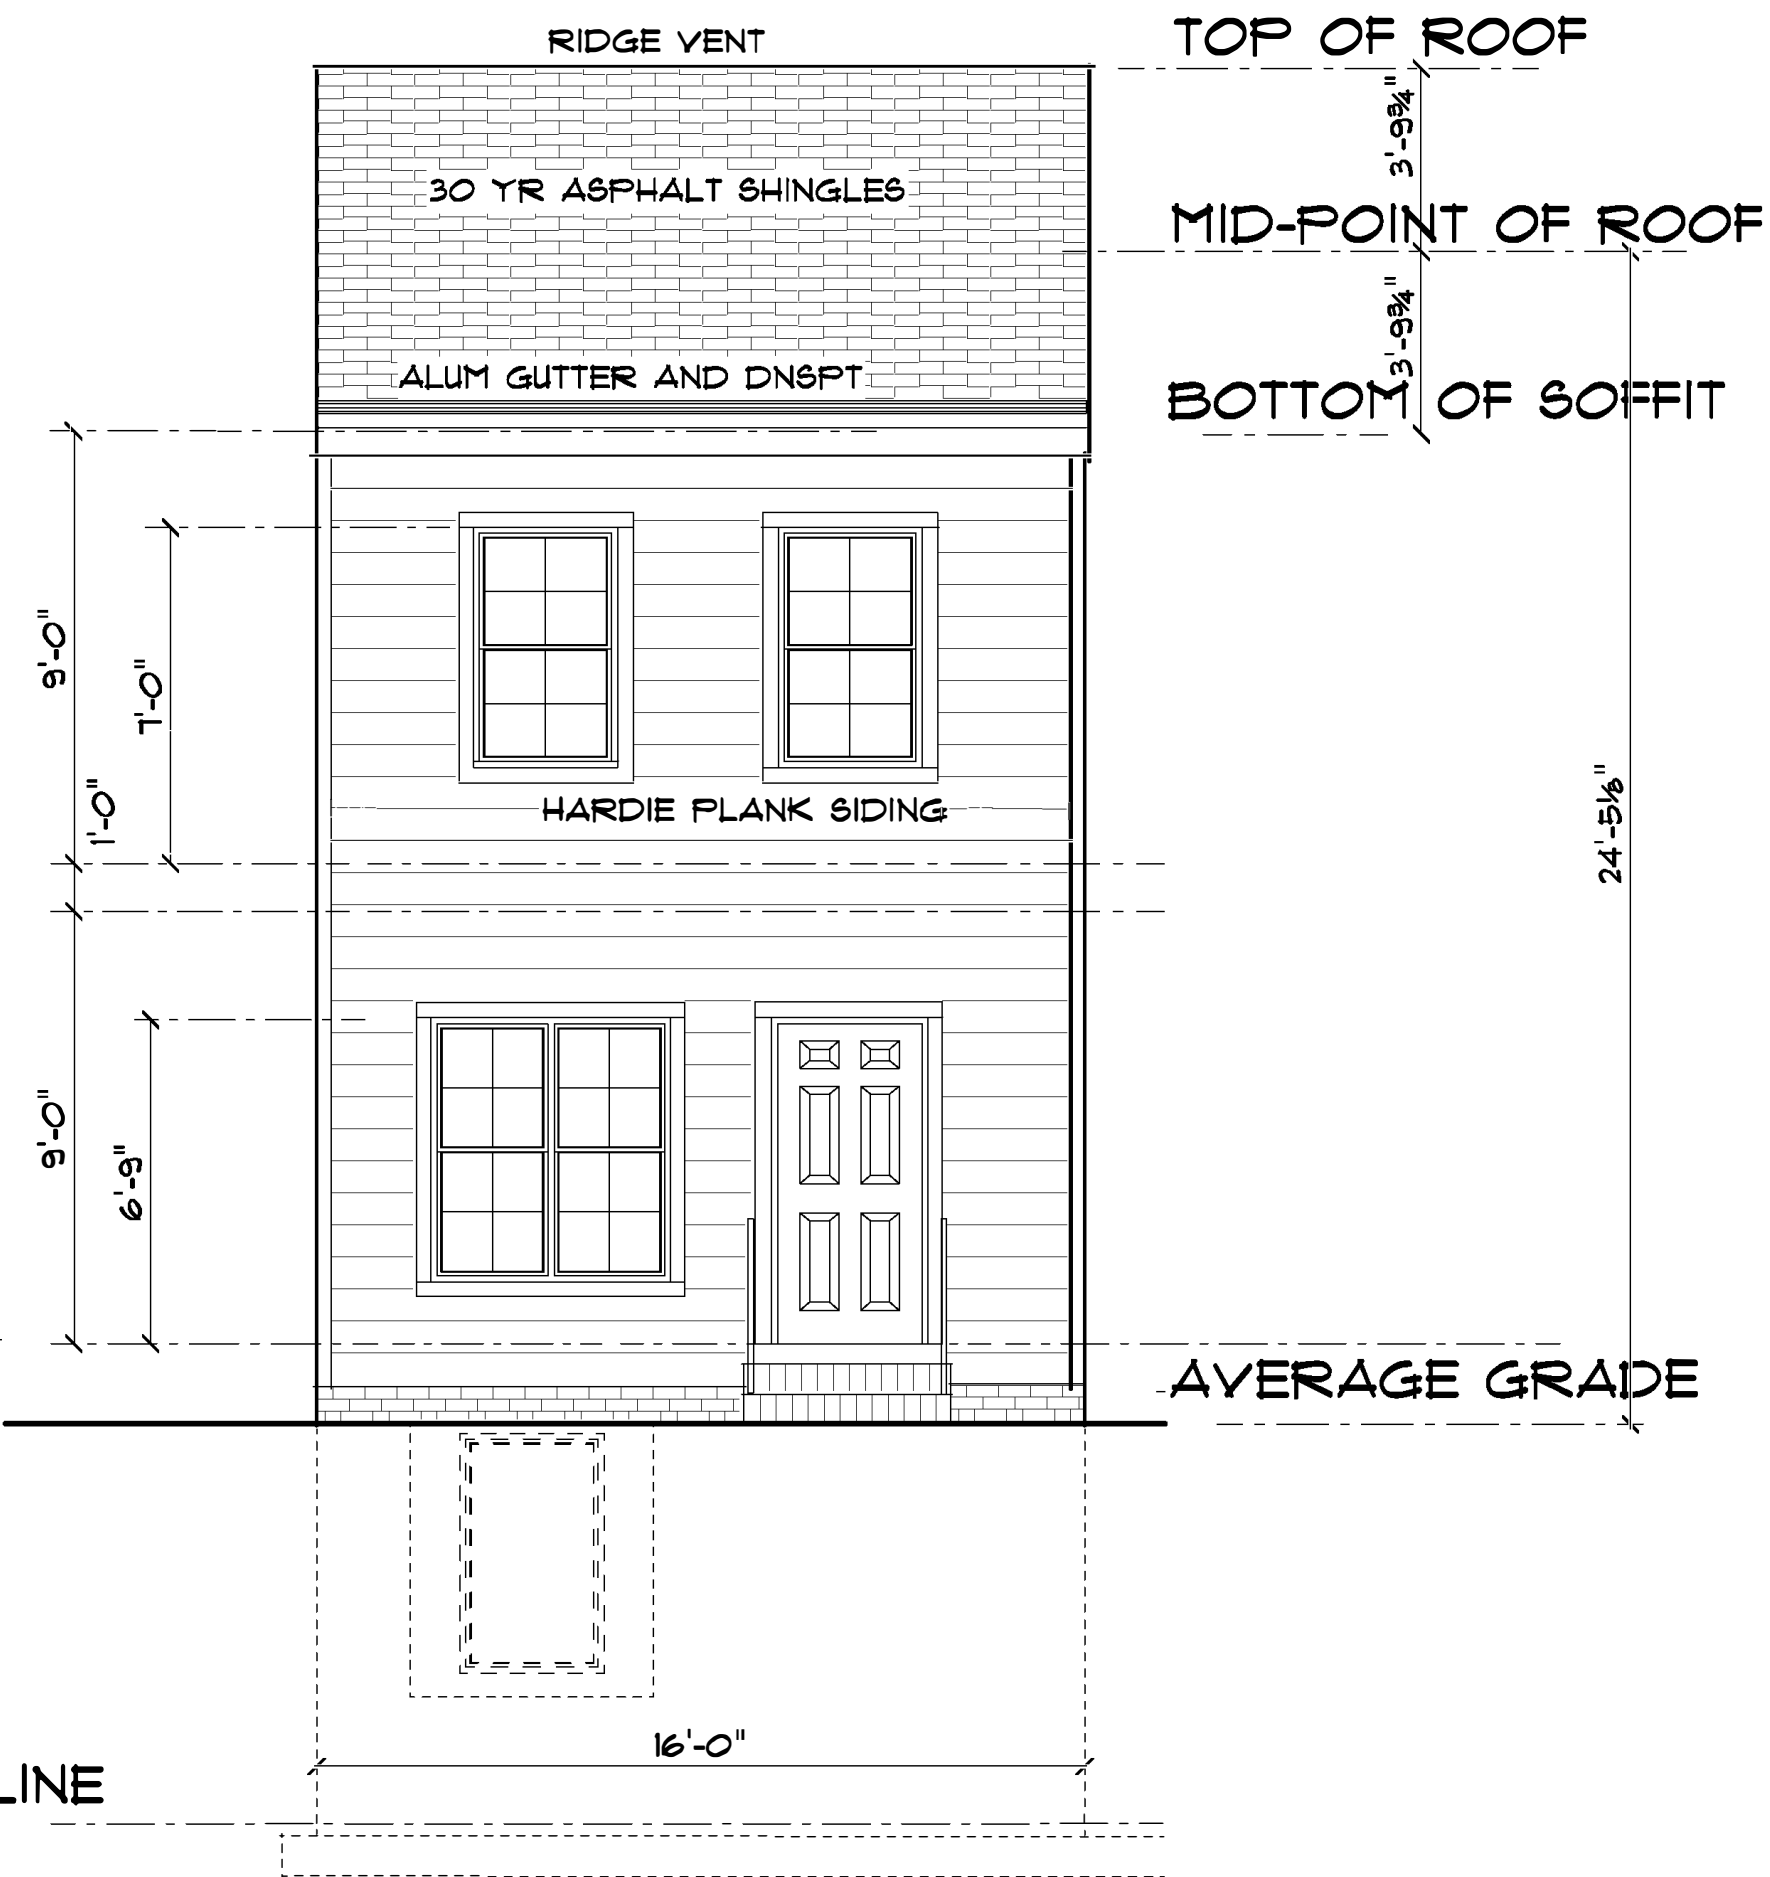 RIDGE VENT
TOP OF ROOF
3'-9¾"
30 YR ASPHALT SHINGLES
MID-POINT OF ROOF
3'-9¾"
ALUM GUTTER AND DNSPT
BOTTOM OF SOFFIT
9'-0"
7'-0"
1'-0"
HARDIE PLANK SIDING
24'-5⅛"
9'-0"
6'-9"
AVERAGE GRADE
16'-0"
LINE